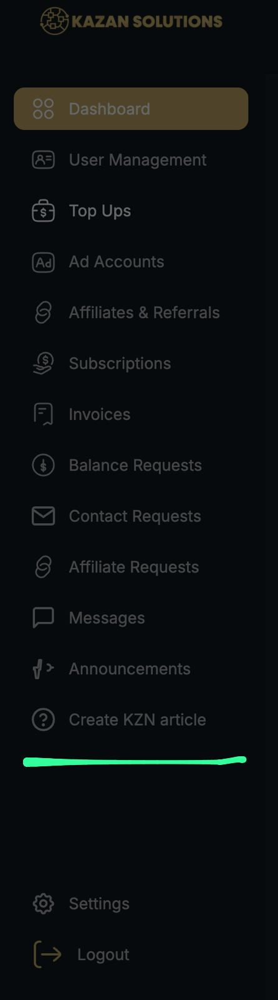 KAZAN SOLUTIONS
Dashboard
User Management
Top Ups
Ad Accounts
Affiliates & Referrals
Subscriptions
Invoices
Balance Requests
Contact Requests
Affiliate Requests
Messages
Announcements
Create KZN article
Settings
Logout